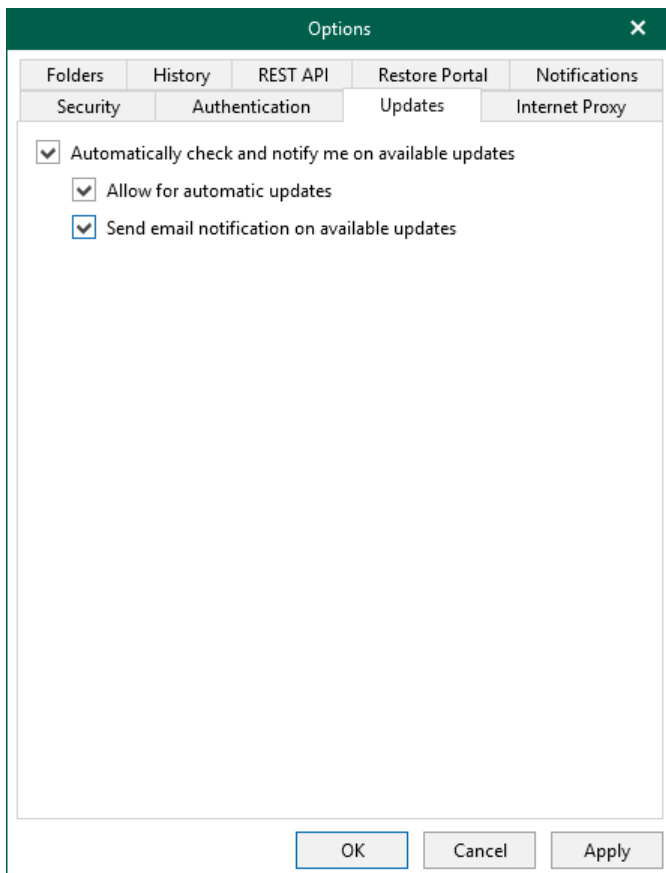 Options
Folders History REST API Restore Portal Notifications
Security Authentication Updates Internet Proxy
Automatically check and notify me on available updates
Allow for automatic updates
Send email notification on available updates
OK Cancel Apply